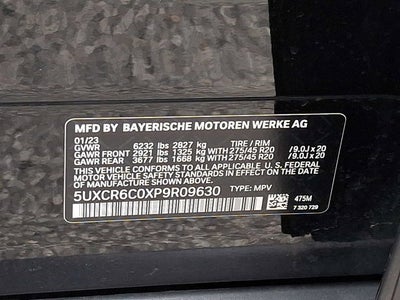 MFD BY BAYERISCHE MOTOREN WERKE AG
01/23
GVWR 6232 lbs 2827 kg TIRE / RIM
GAWR FRONT 2921 lbs 1325 kg WITH 275/45 R20 / 9.0J x 20
GAWR REAR 3677 lbs 1668 kg WITH 275/45 R20 / 9.0J x 20
THIS VEHICLE CONFORMS TO ALL APPLICABLE U.S. FEDERAL
MOTOR VEHICLE SAFETY STANDARDS IN EFFECT ON THE
DATE OF MANUFACTURE SHOWN ABOVE.
5UXCR6C0XP9R09630 TYPE: MPV
475M
7 320 729